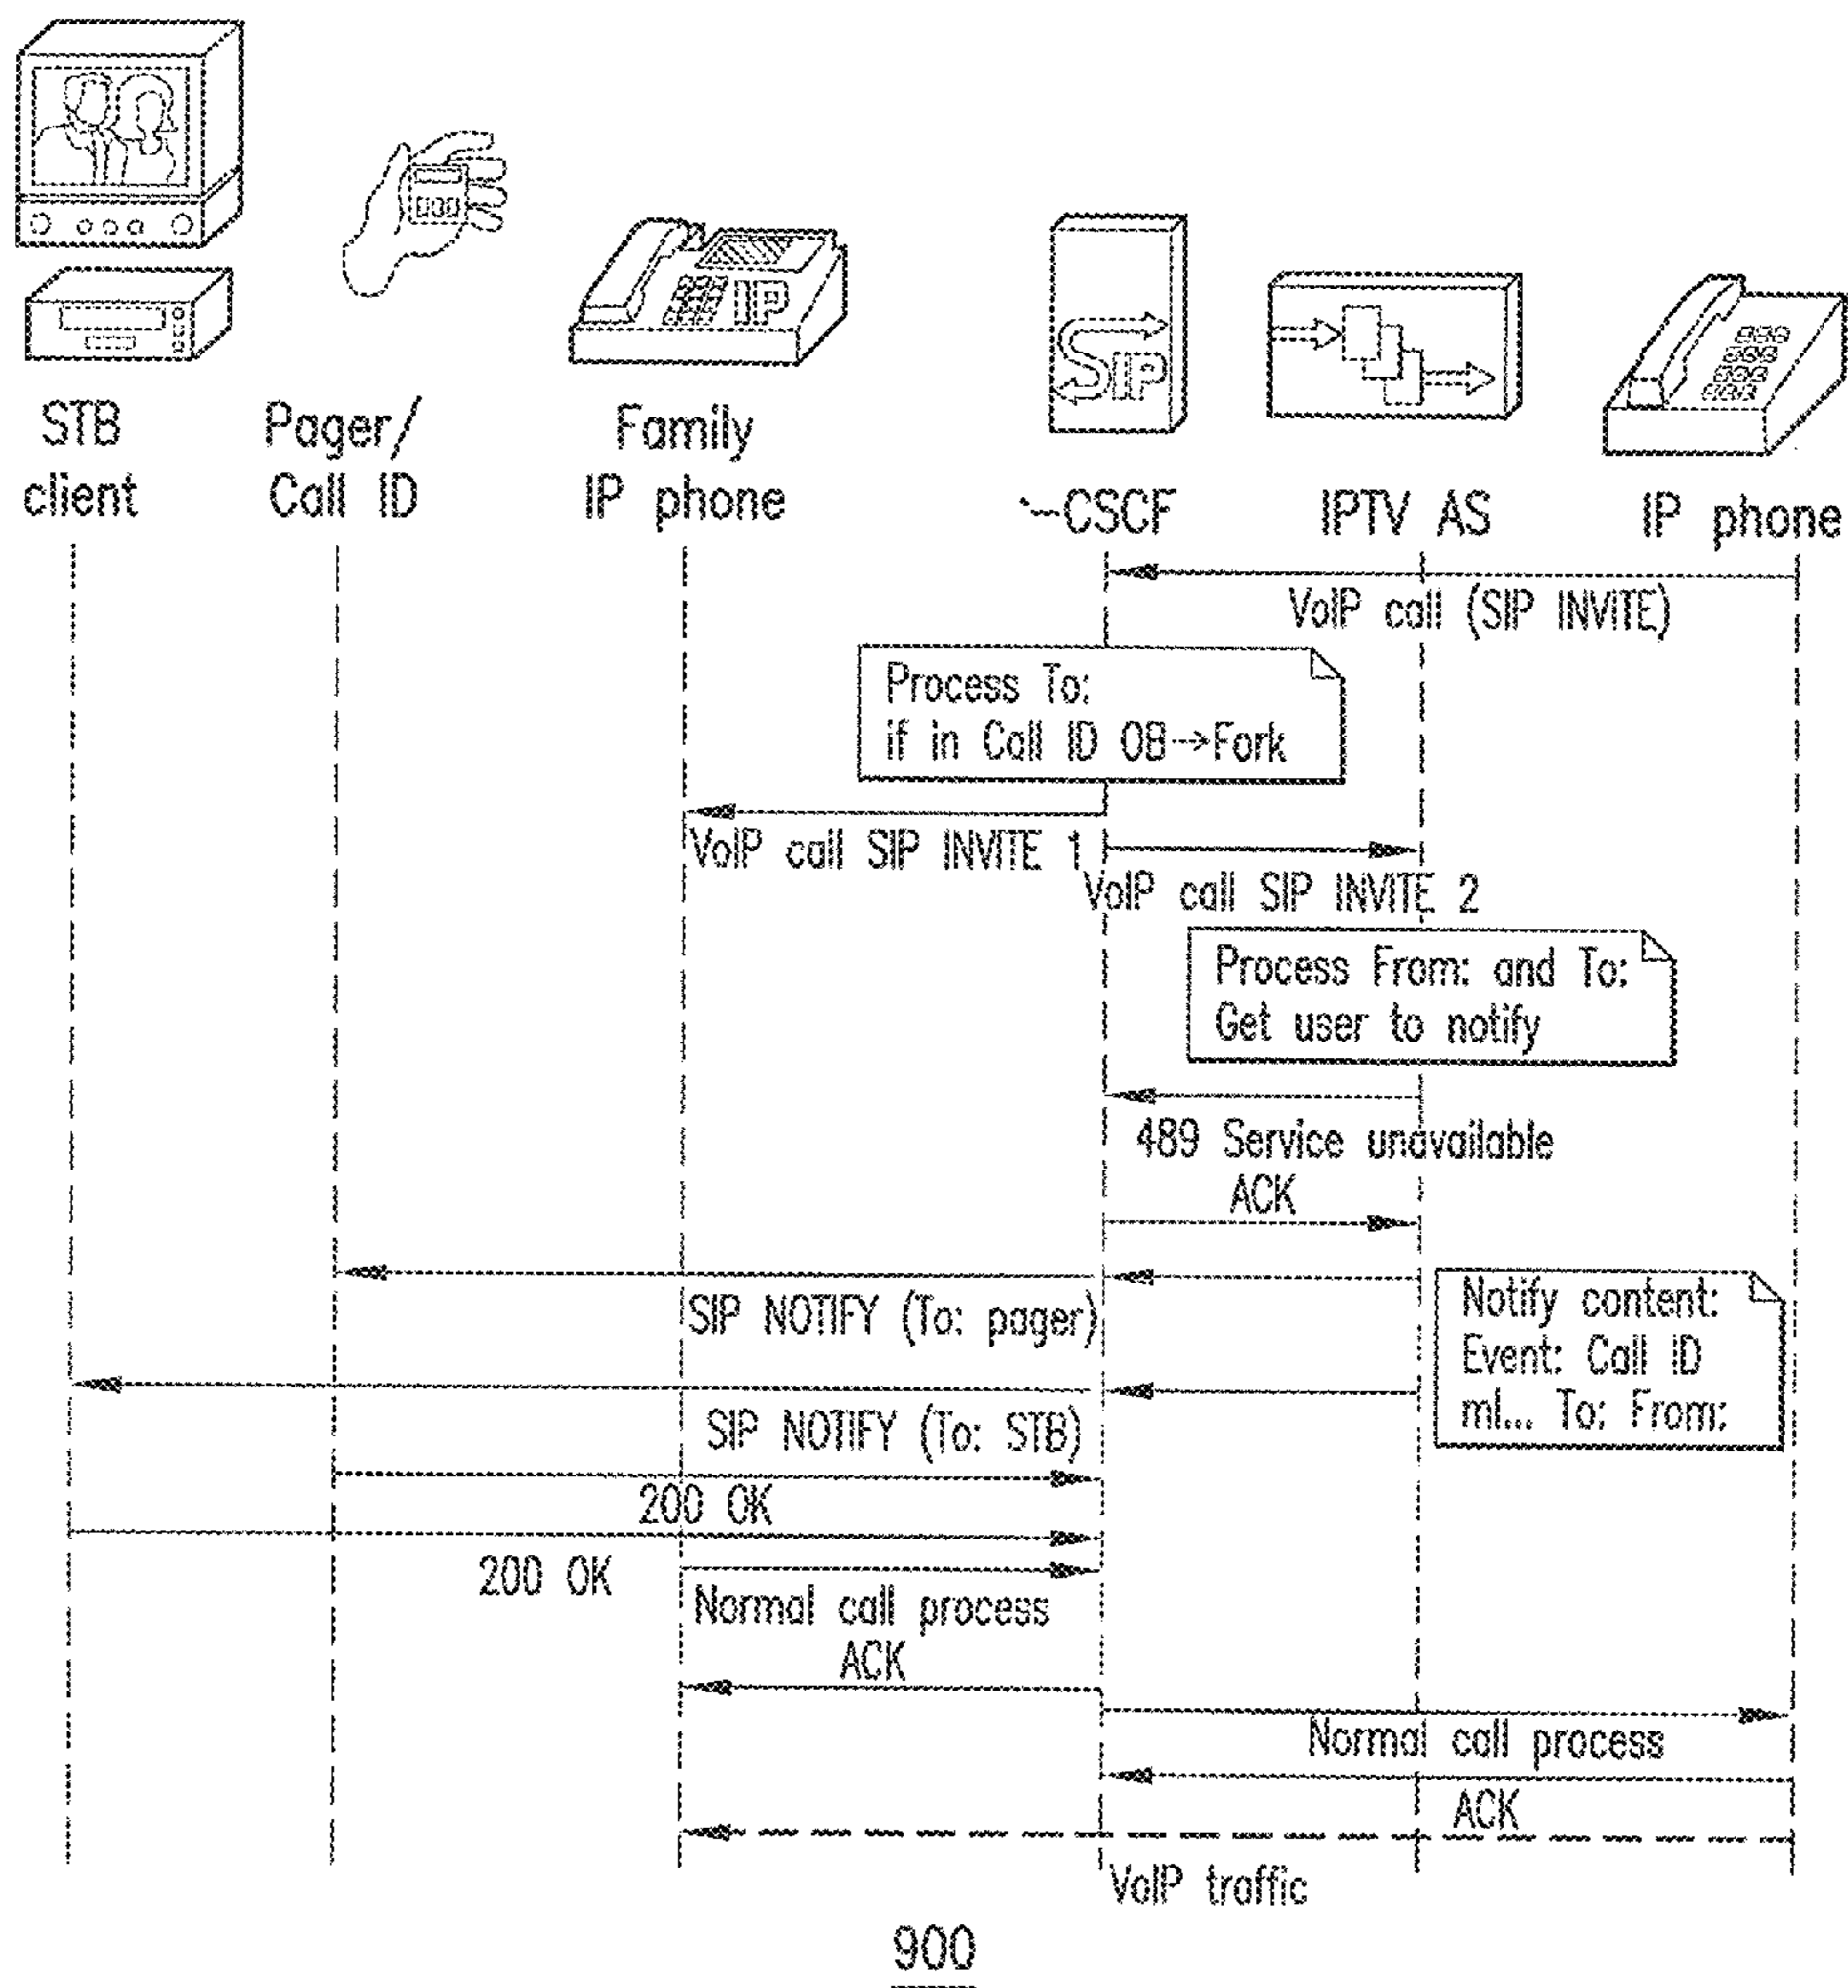 IP
SIP
STB
client
Pager/
Call ID
Family
IP phone
·–CSCF
IPTV AS
IP phone
VoIP call (SIP INVITE)
Process To:
if in Call ID OB-->Fork
VoIP call SIP INVITE 1
VoIP call SIP INVITE 2
Process From: and To:
Get user to notify
489 Service unavailable
ACK
SIP NOTIFY (To: pager)
Notify content:
Event: Call ID
ml... To: From:
SIP NOTIFY (To: STB)
200 OK
200 OK
Normal call process
ACK
Normal call process
ACK
VoIP traffic
900